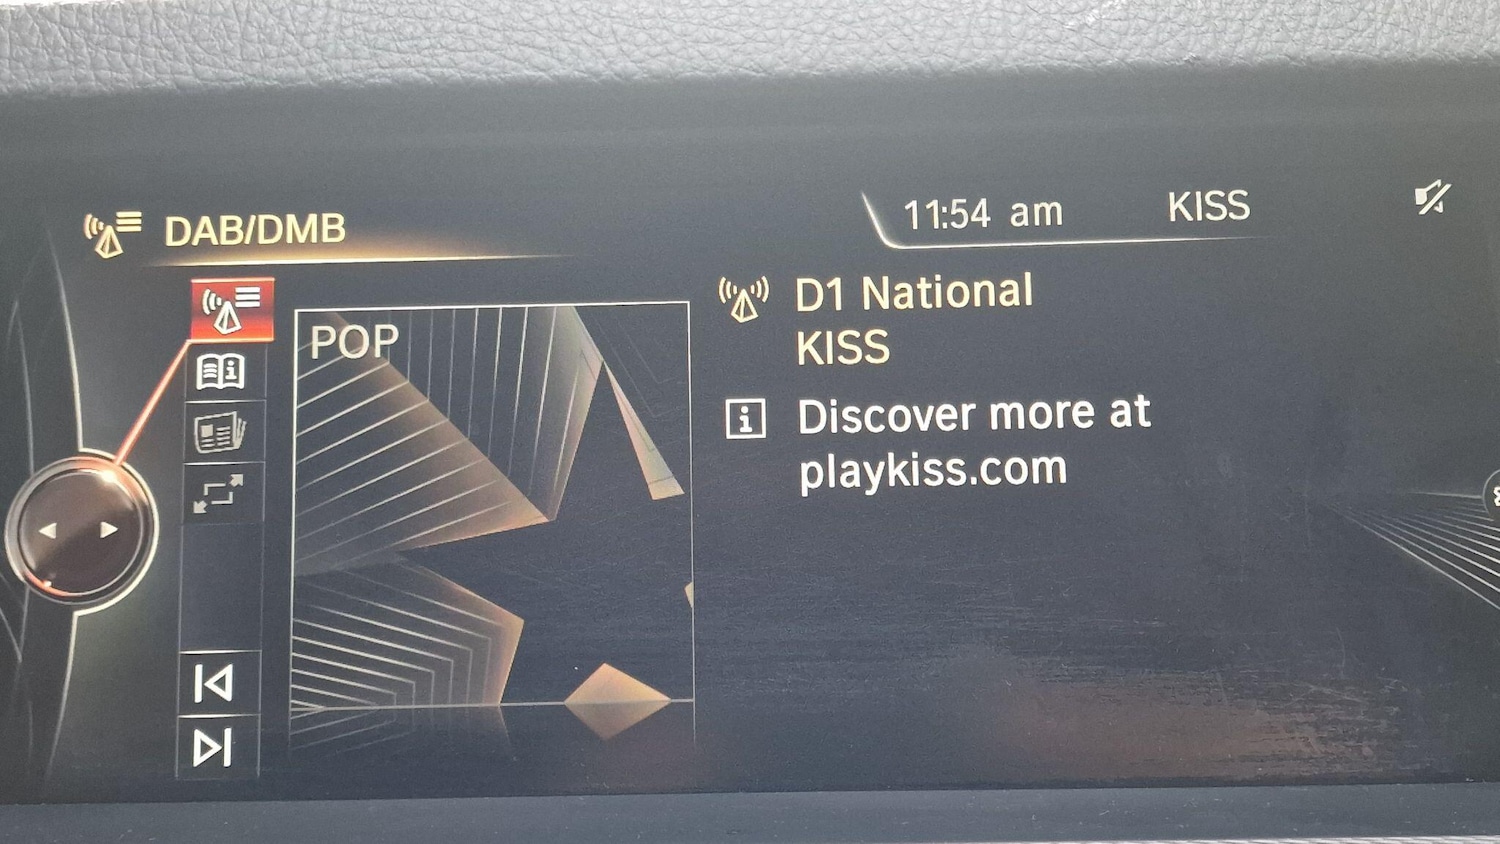 DAB/DMB
11:54 am
KISS
POP
D1 National
KISS
Discover more at
playkiss.com